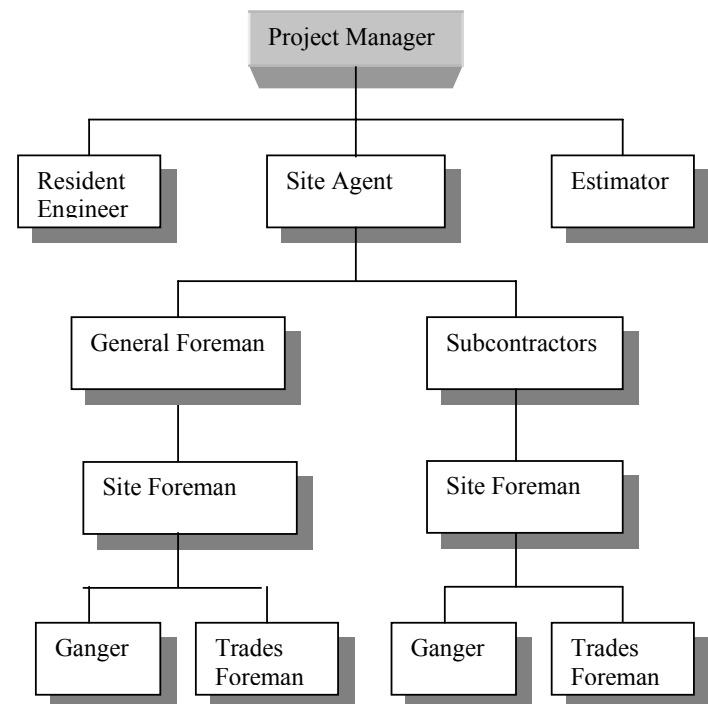 Project Manager
Resident
Engineer
Site Agent
Estimator
General Foreman
Subcontractors
Site Foreman
Site Foreman
Ganger
Trades
Foreman
Ganger
Trades
Foreman